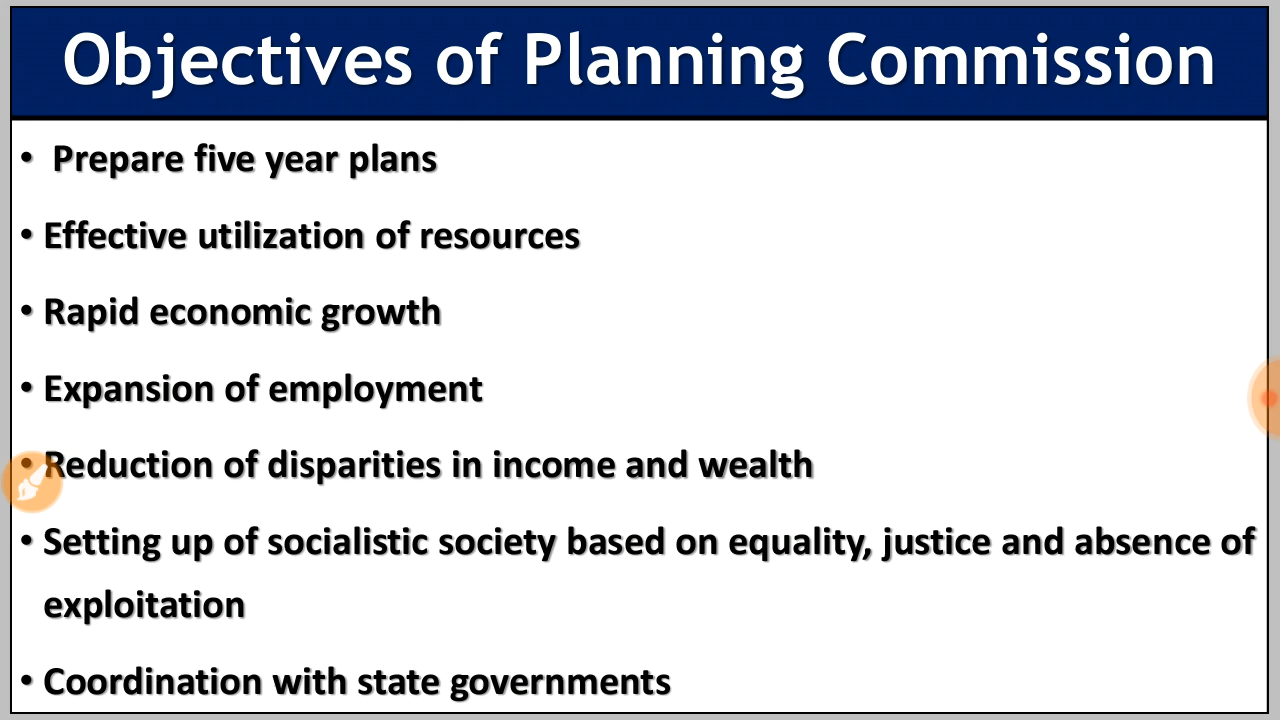 Objectives of Planning Commission
• Prepare five year plans
• Effective utilization of resources
• Rapid economic growth
• Expansion of employment
• Reduction of disparities in income and wealth
• Setting up of socialistic society based on equality, justice and absence of
exploitation
• Coordination with state governments